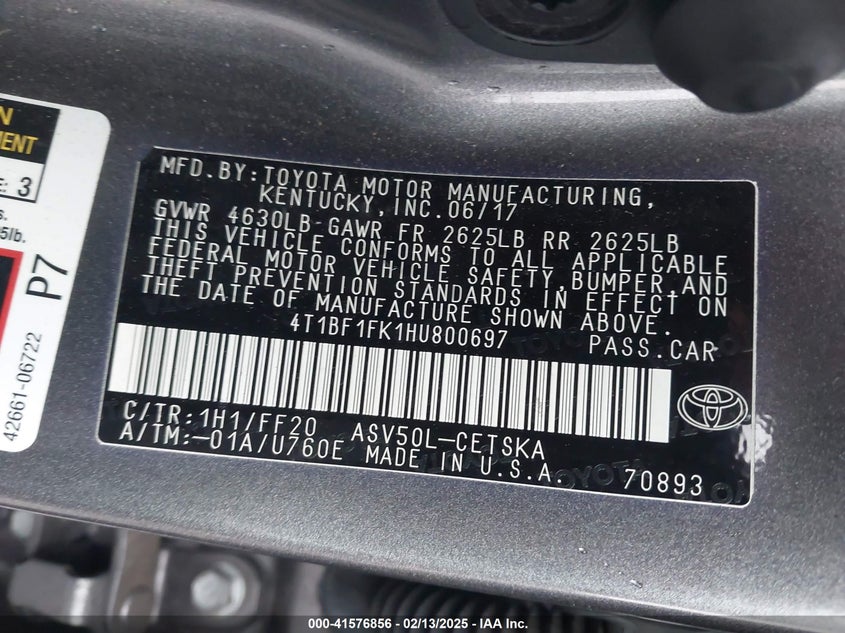 N
MENT
E: 3
s.
5lb.
P7
42661-06722
MFD.BY:TOYOTA MOTOR MANUFACTURING,
KENTUCKY,INC.06/17
GVWR 4630LB-GAWR FR 2625LB RR 2625LB
THIS VEHICLE CONFORMS TO ALL APPLICABLE
FEDERAL MOTOR VEHICLE SAFETY,BUMPER,AND
THEFT PREVENTION STANDARDS IN EFFECT ON
THE DATE OF MANUFACTURE SHOWN ABOVE.
4T1BF1FK1HU800697 PASS.CAR
C/TR:1H1/FF20 ASV50L-CETSKA
A/TM:-01A/U760E MADE IN U.S.A. 70893
000-41576856 - 02/13/2025 - © IAA Inc.